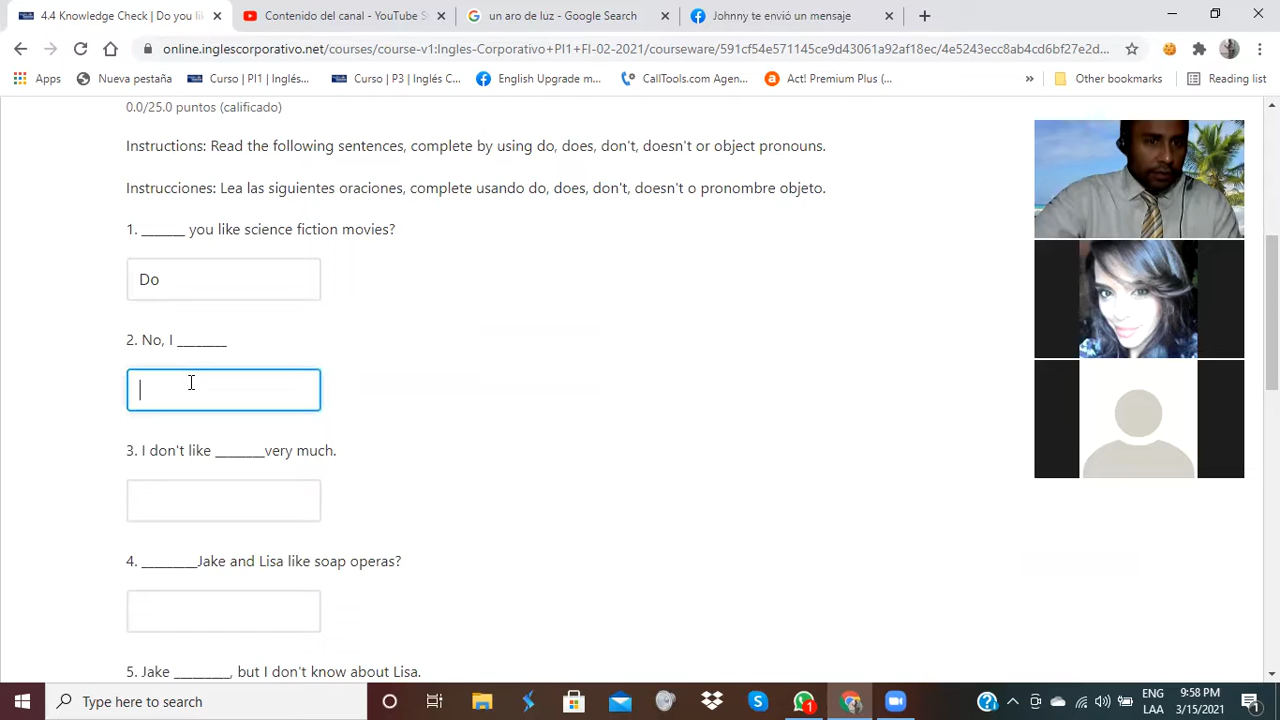 4.4 Knowledge Check | Do you lik
Contenido del canal - YouTube S
un aro de luz - Google Search
Johnny te envió un mensaje
online.inglescorporativo.net/courses/course-v1:Ingles-Corporativo+PI1+FI-02-2021/courseware/591cf54e571145ce9d43061a92af18ec/4e5243ecc8ab4cd6bf27e2d...
Apps
Nueva pestaña
Curso | PI1 | Inglés...
Curso | P3 | Inglés C...
English Upgrade m...
CallTools.com Agen...
Act! Premium Plus (...
»
Other bookmarks
Reading list
0.0/25.0 puntos (calificado)
Instructions: Read the following sentences, complete by using do, does, don't, doesn't or object pronouns.
Instrucciones: Lea las siguientes oraciones, complete usando do, does, don't, doesn't o pronombre objeto.
1. _______ you like science fiction movies?
Do
2. No, I ________
3. I don't like ________very much.
4. _________Jake and Lisa like soap operas?
5. Jake _________, but I don't know about Lisa.
Type here to search
1
ENG
LAA
9:58 PM
3/15/2021
1